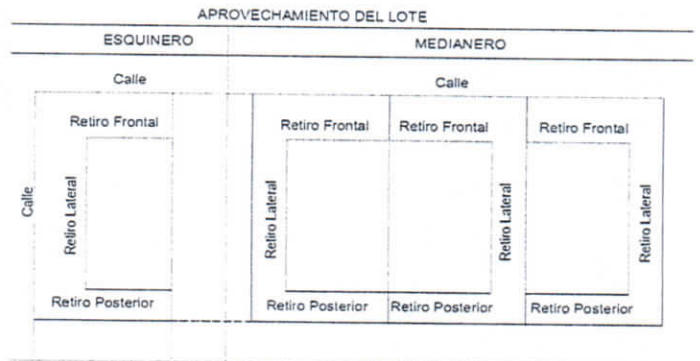 APROVECHAMIENTO DEL LOTE
ESQUINERO MEDIANERO
Calle Calle
Retiro Frontal Retiro Frontal Retiro Frontal Retiro Frontal
Calle Retiro Lateral Retiro Lateral Retiro Lateral Retiro Lateral
Retiro Posterior Retiro Posterior Retiro Posterior Retiro Posterior